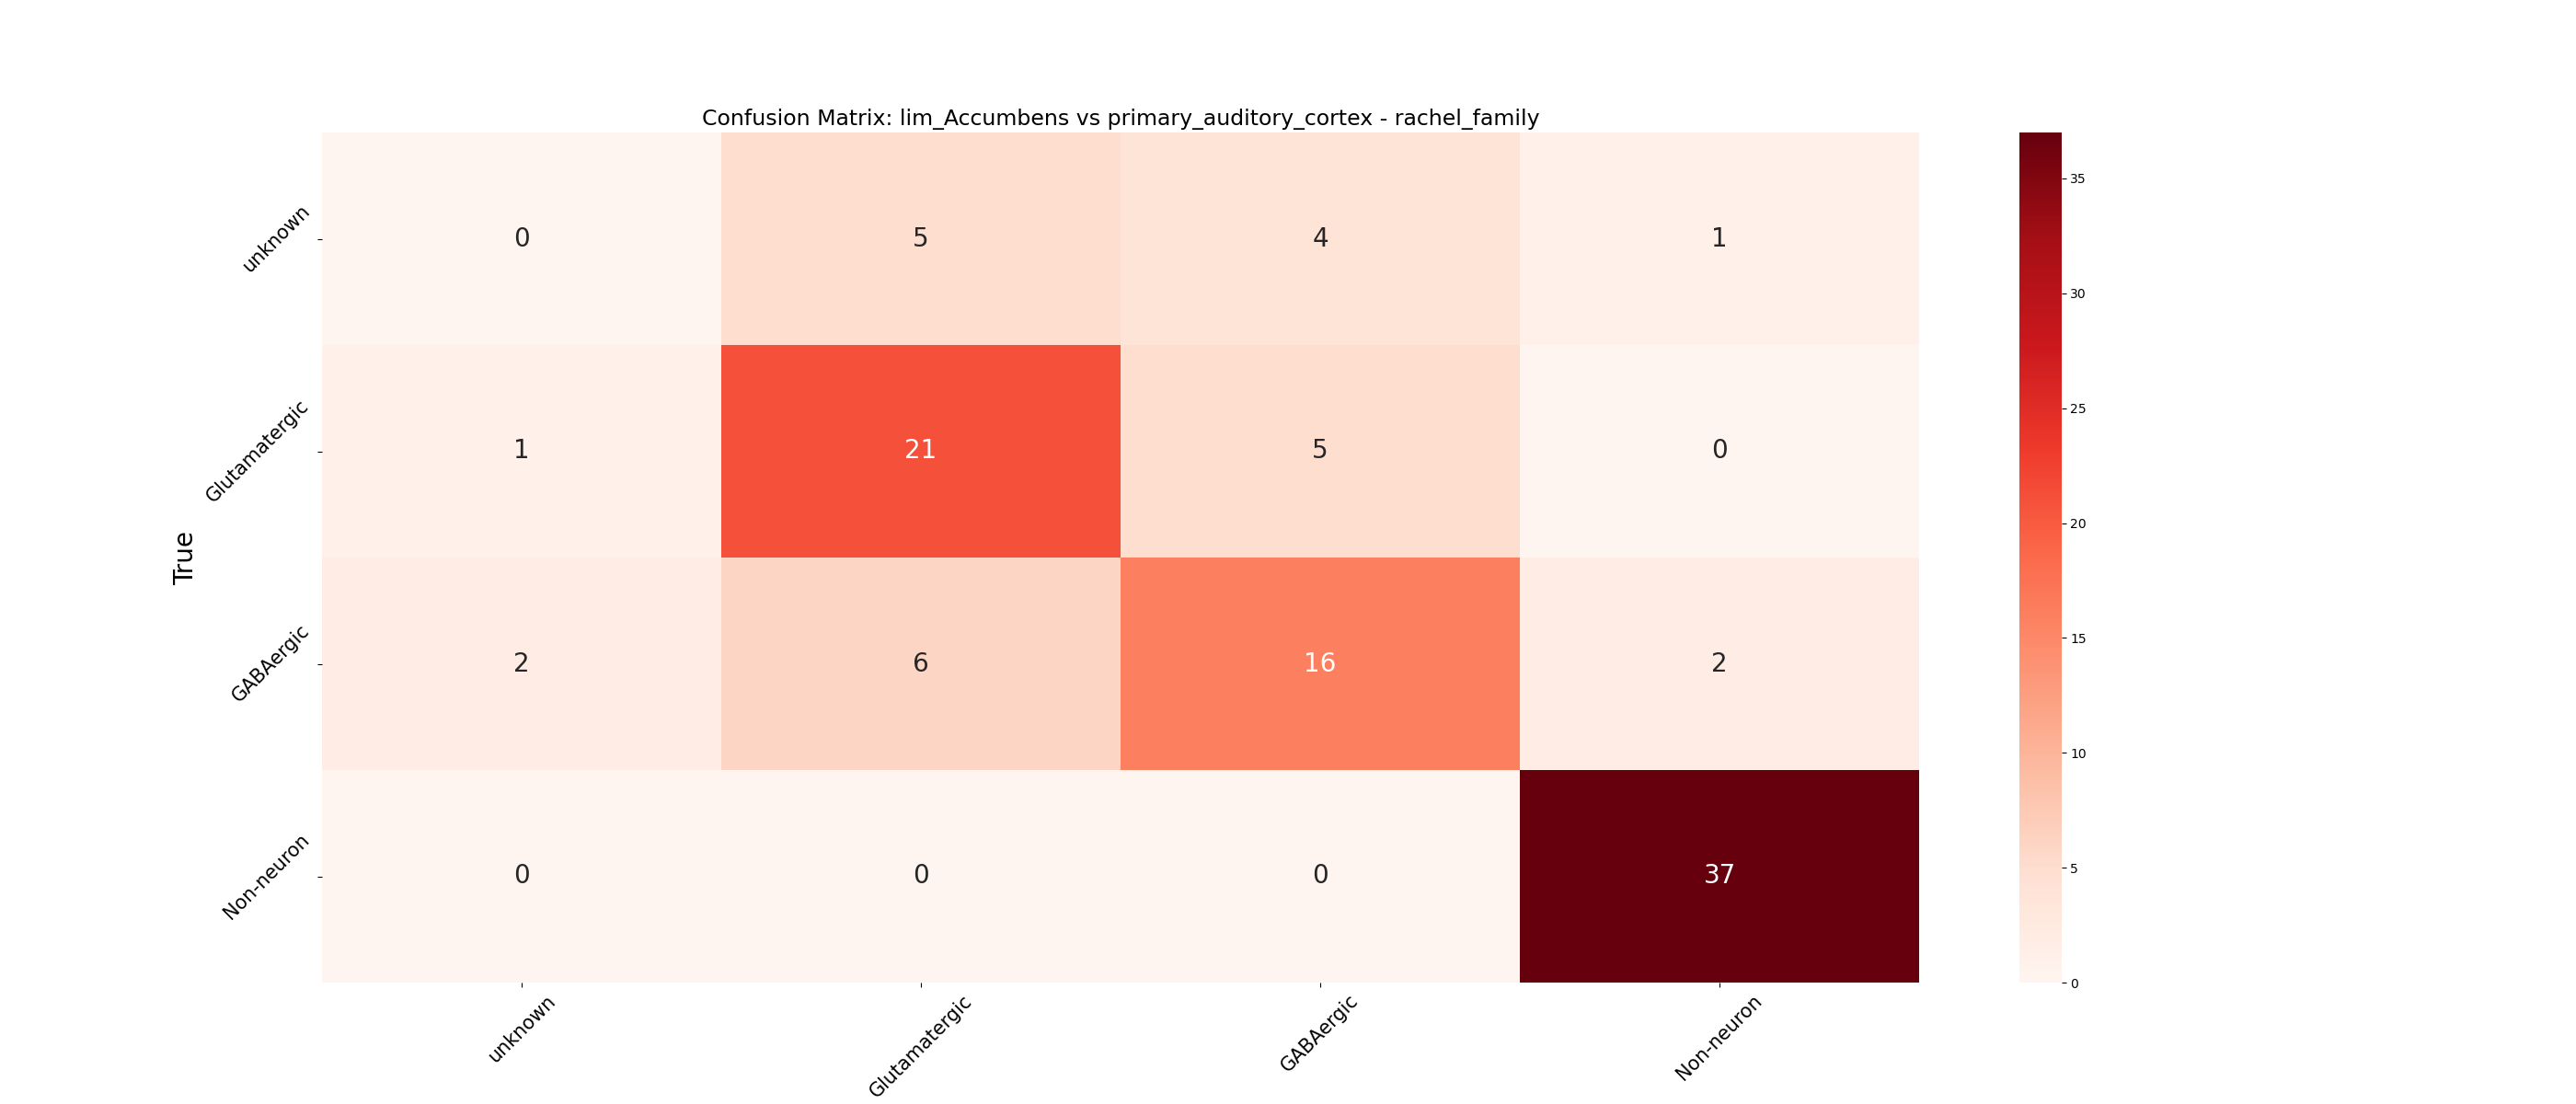 Confusion Matrix: lim_Accumbens vs primary_auditory_cortex - rachel_family
True
unknown
0
5
4
1
Glutamatergic
1
21
5
0
GABAergic
2
6
16
2
Non-neuron
0
0
0
37
unknown
Glutamatergic
GABAergic
Non-neuron
35
30
25
20
15
10
5
0